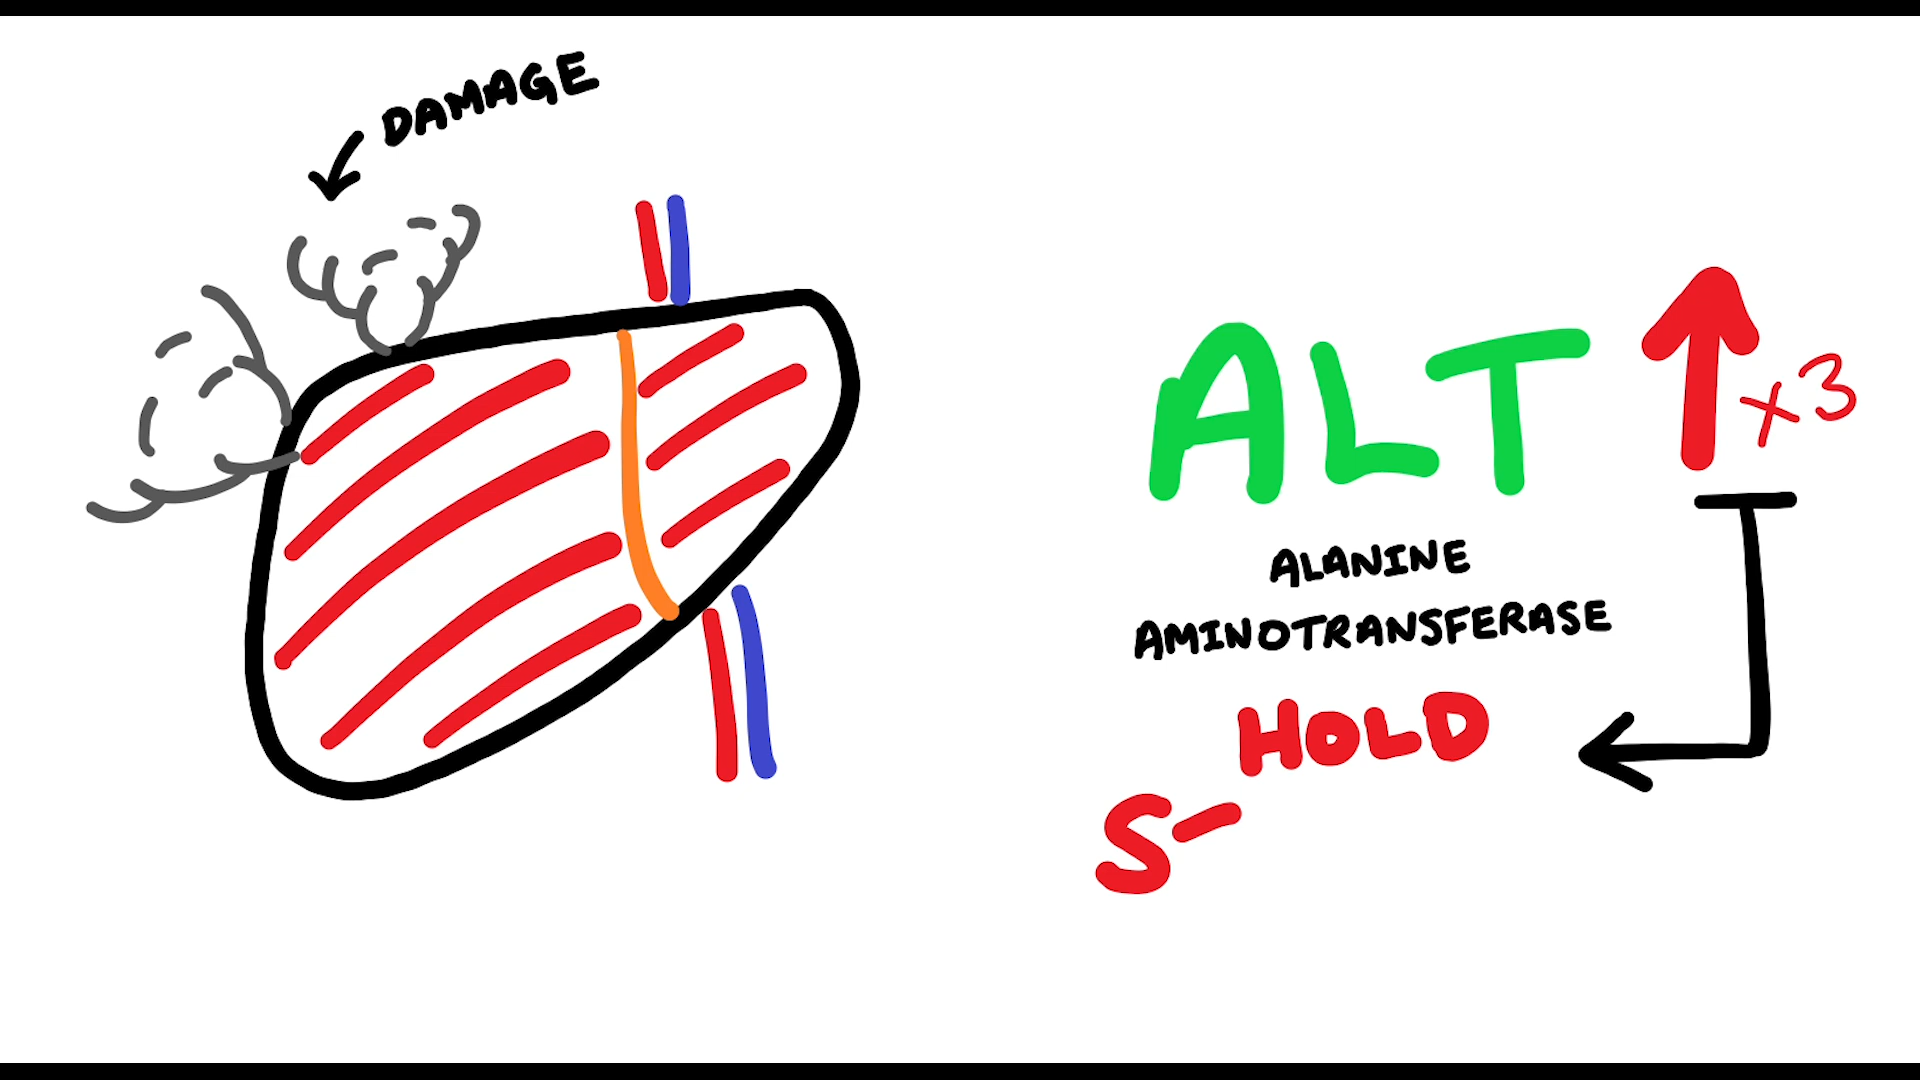 DAMAGE
ALT
x3
ALANINE
AMINOTRANSFERASE
HOLD
S-